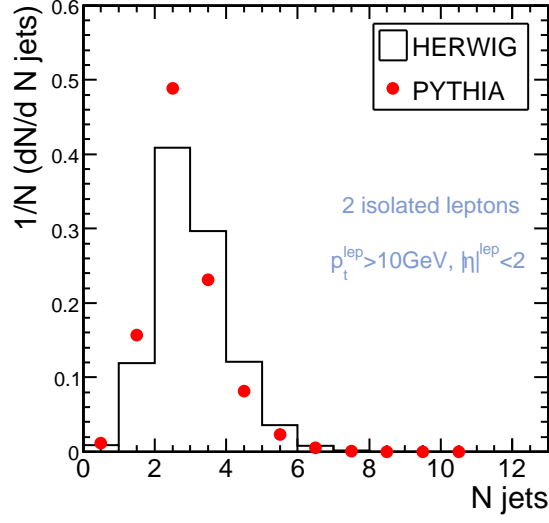 1/N (dN/d N jets)
0.6
0.5
0.4
0.3
0.2
0.1
0
HERWIG
PYTHIA
2 isolated leptons
p_t^lep>10GeV, |η|^lep<2
0 2 4 6 8 10 12
N jets